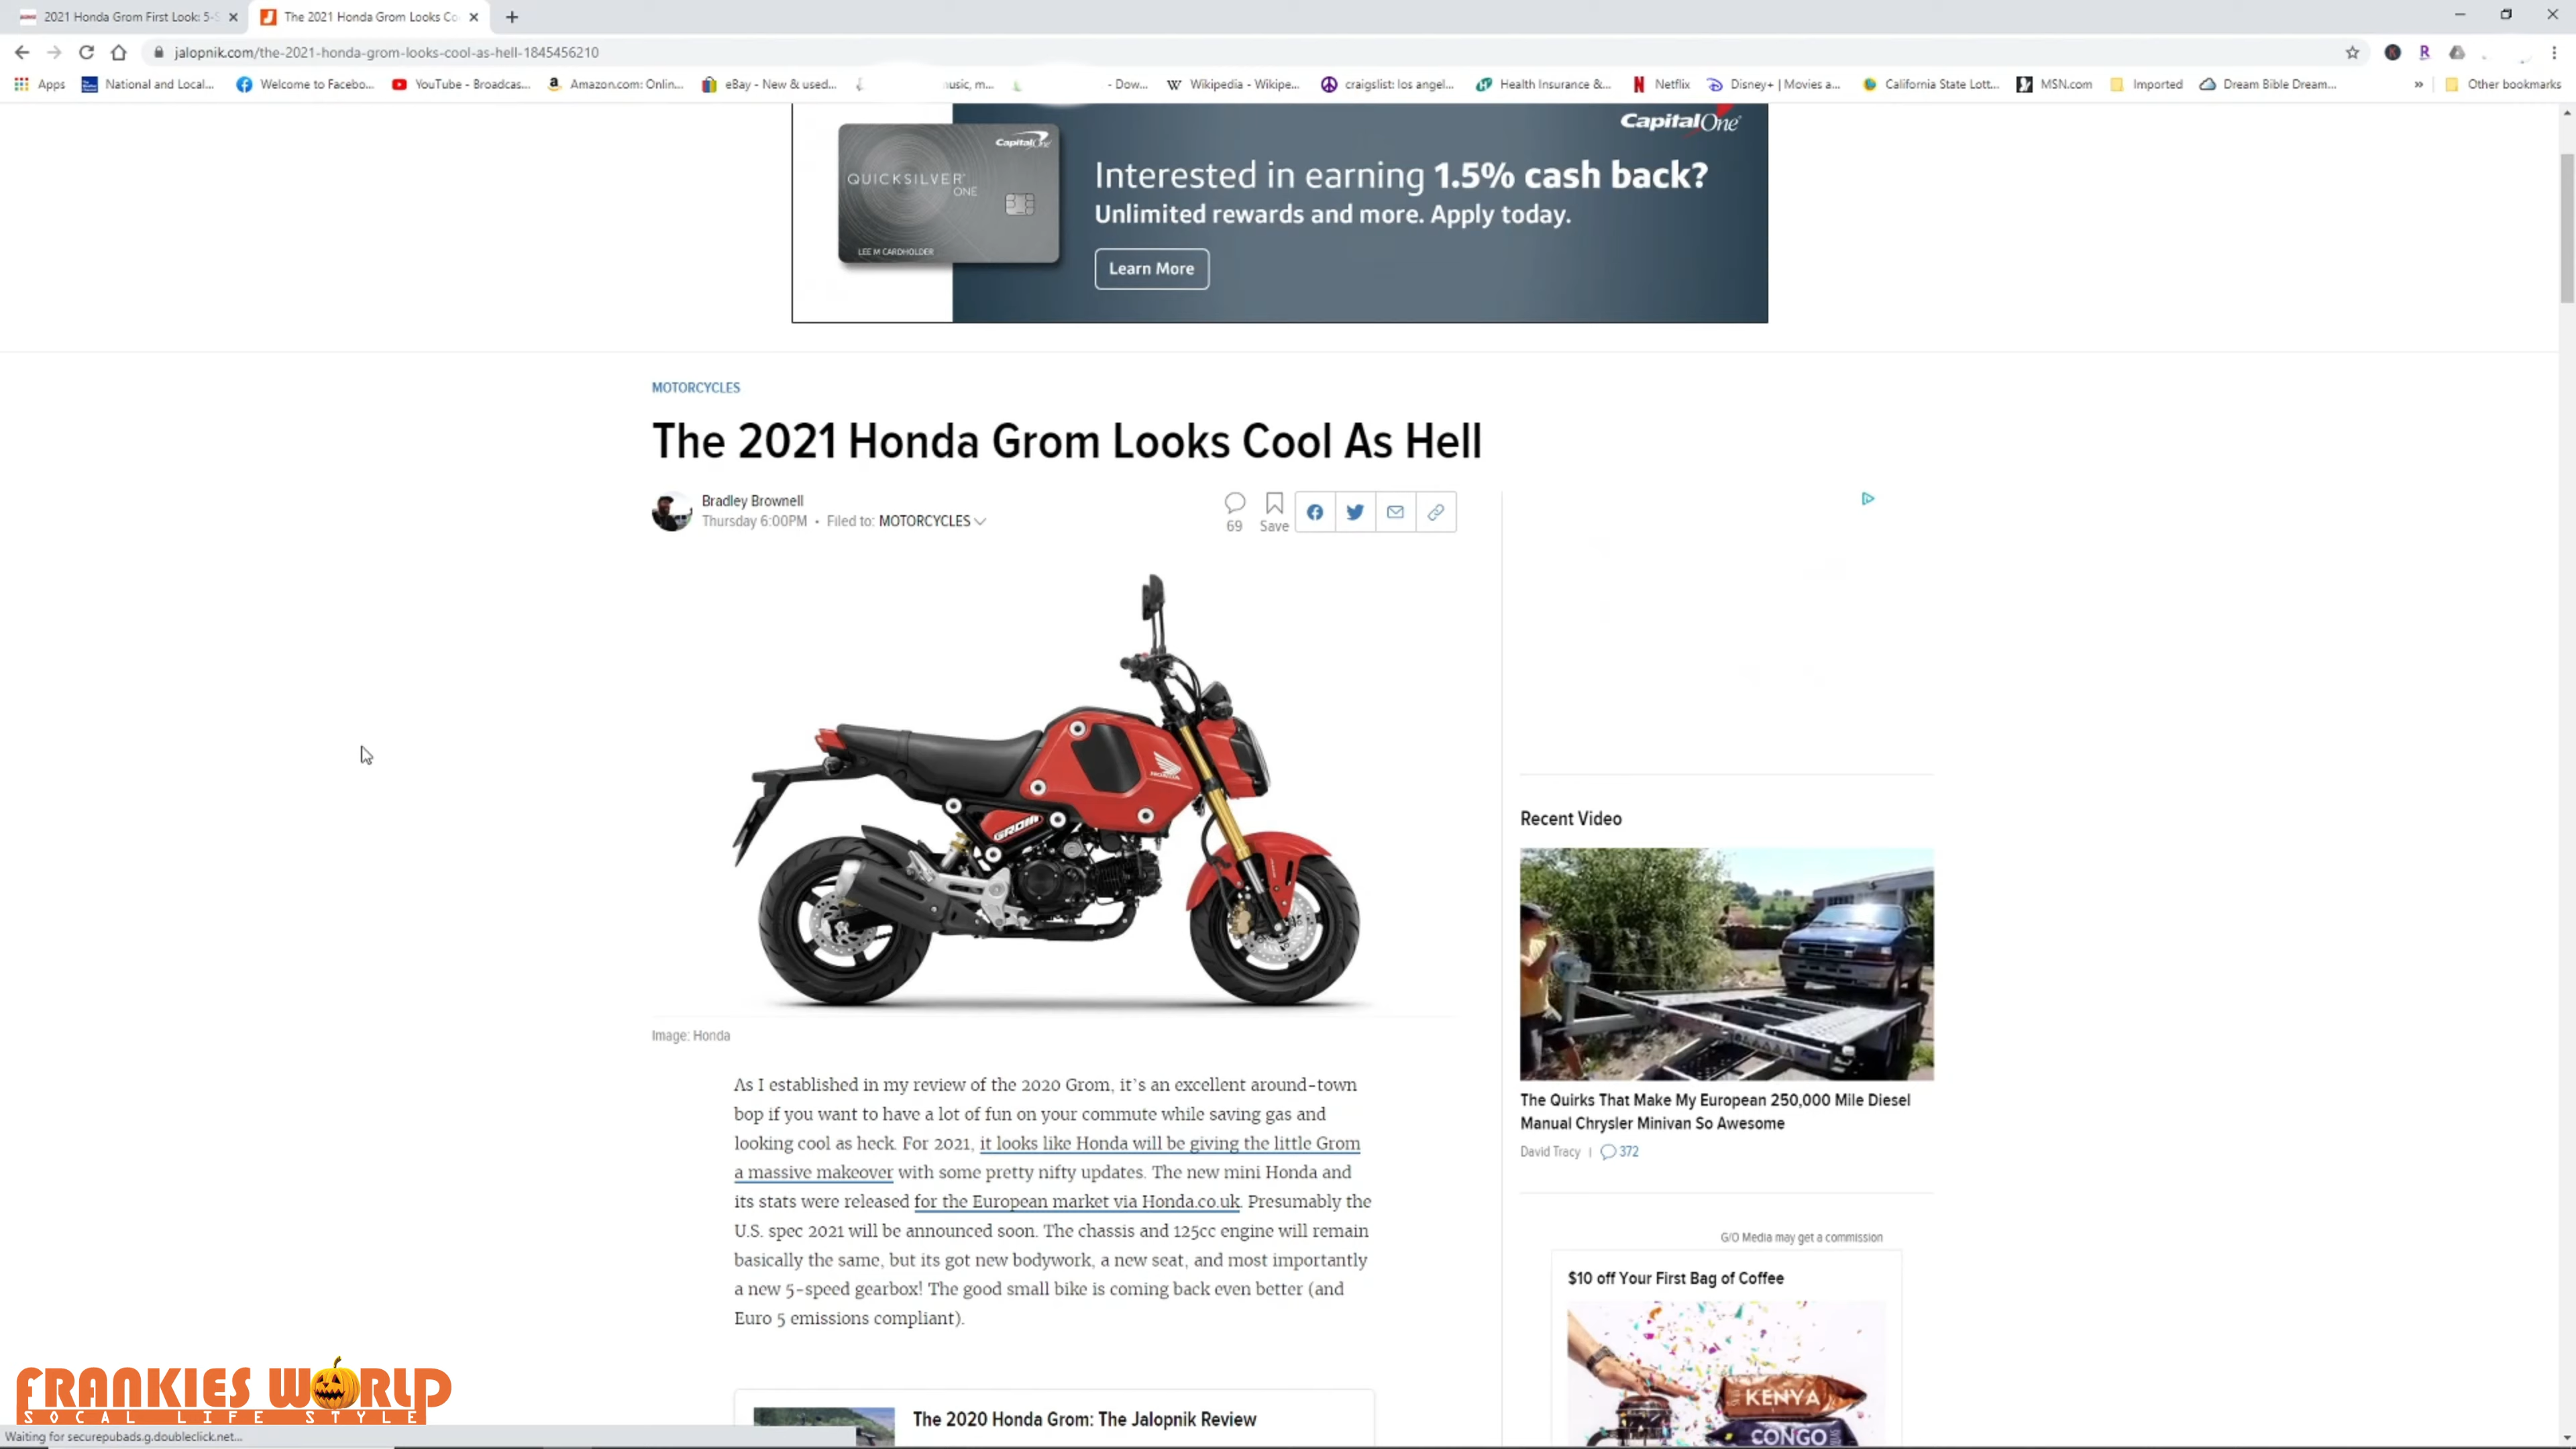 2021 Honda Grom First Look: 5-S
The 2021 Honda Grom Looks Co
jalopnik.com/the-2021-honda-grom-looks-cool-as-hell-1845456210
Apps National and Local... Welcome to Facebo... YouTube - Broadcas... Amazon.com: Onlin... eBay - New & used... usic, m... - Dow... Wikipedia - Wikipe... craigslist: los angel... Health Insurance &... Netflix Disney+ | Movies a... California State Lott... MSN.com Imported Dream Bible Dream... » Other bookmarks
CapitalOne
CapitalOne
QUICKSILVER
ONE
LEE M CARDHOLDER
Interested in earning 1.5% cash back?
Unlimited rewards and more. Apply today.
Learn More
MOTORCYCLES
The 2021 Honda Grom Looks Cool As Hell
Bradley Brownell
Thursday 6:00PM • Filed to: MOTORCYCLES
69 Save
HONDA
GROM
Image: Honda
As I established in my review of the 2020 Grom, it's an excellent around-town
bop if you want to have a lot of fun on your commute while saving gas and
looking cool as heck. For 2021, it looks like Honda will be giving the little Grom
a massive makeover with some pretty nifty updates. The new mini Honda and
its stats were released for the European market via Honda.co.uk. Presumably the
U.S. spec 2021 will be announced soon. The chassis and 125cc engine will remain
basically the same, but its got new bodywork, a new seat, and most importantly
a new 5-speed gearbox! The good small bike is coming back even better (and
Euro 5 emissions compliant).
The 2020 Honda Grom: The Jalopnik Review
Recent Video
The Quirks That Make My European 250,000 Mile Diesel
Manual Chrysler Minivan So Awesome
David Tracy | 372
G/O Media may get a commission
$10 off Your First Bag of Coffee
KENYA
CONGO
FRANKIES WORLD
SOCAL LIFE STYLE
Waiting for securepubads.g.doubleclick.net...